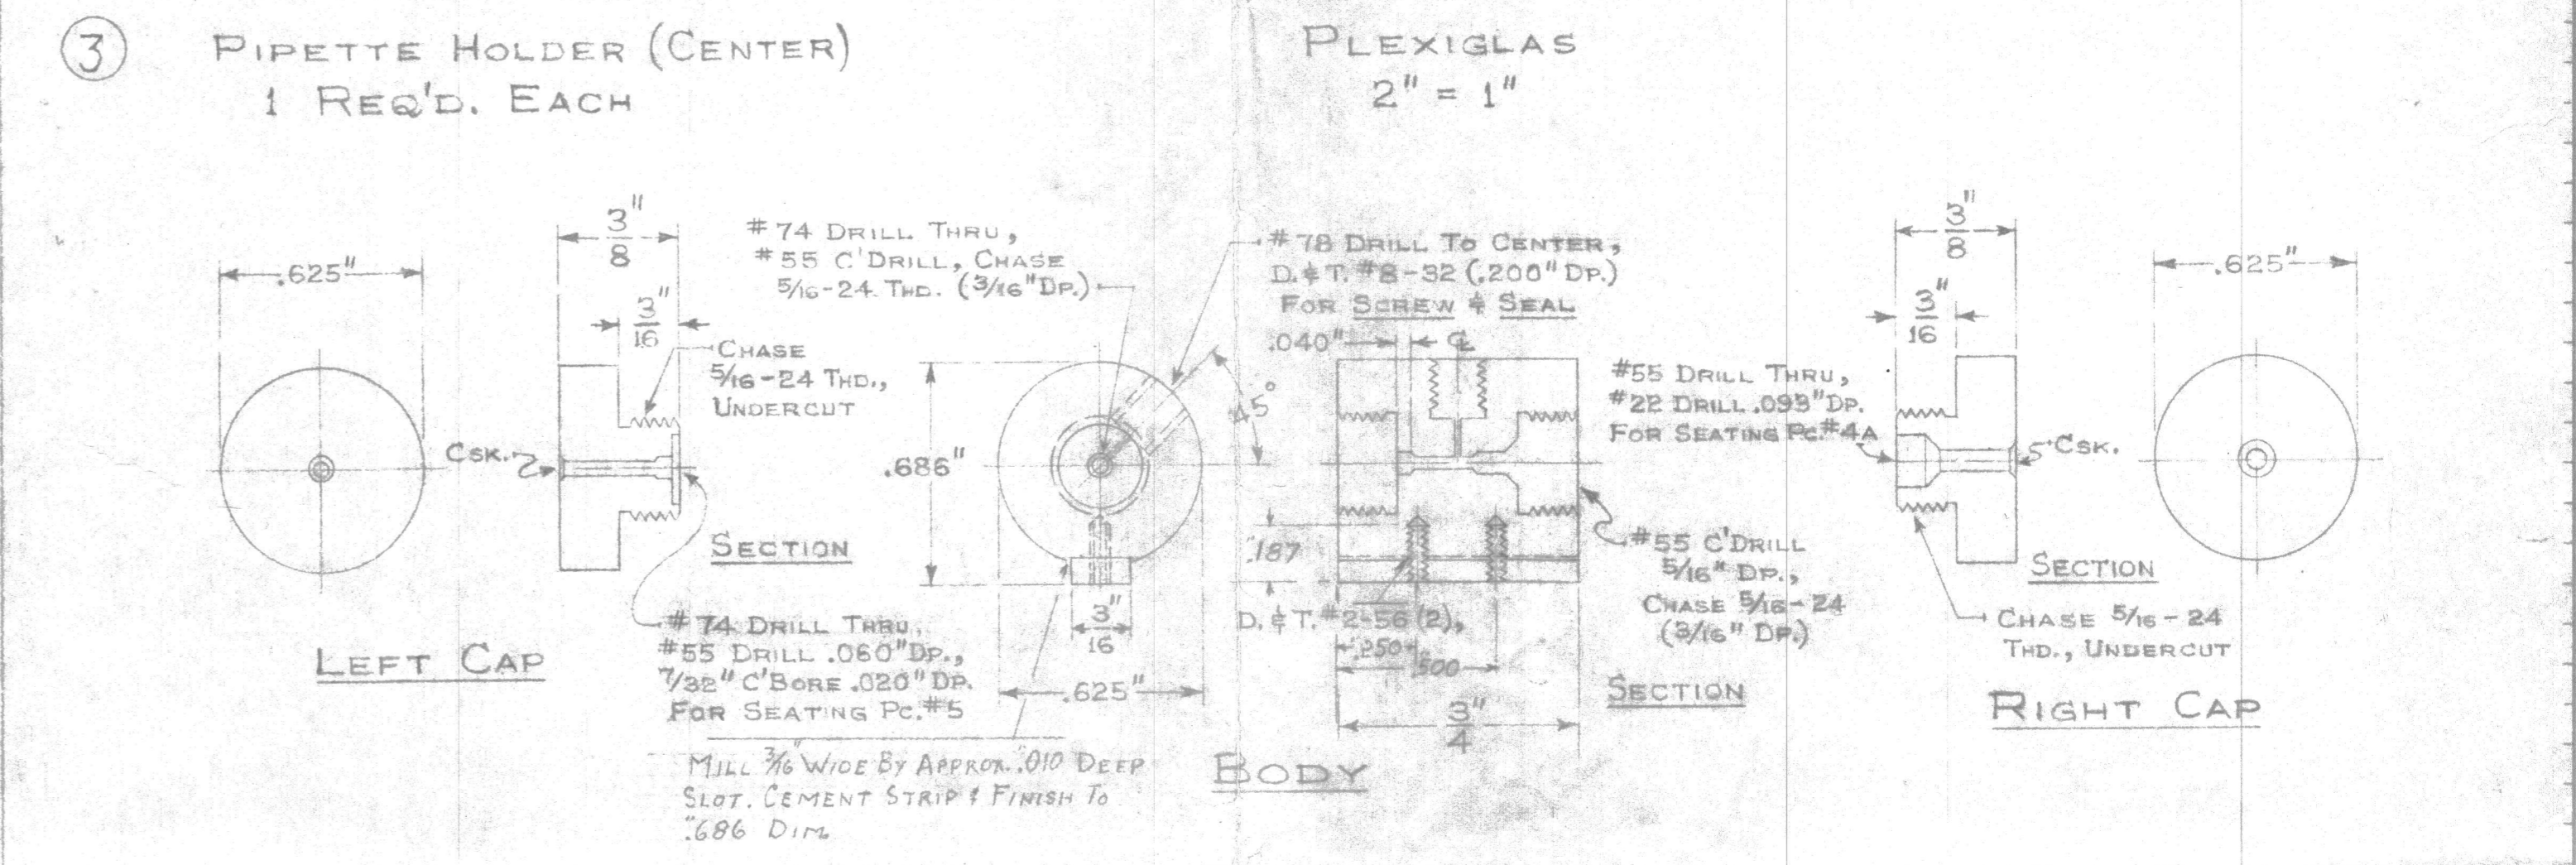 3
PIPETTE HOLDER (CENTER)
1 REQ'D. EACH
PLEXIGLAS
2" = 1"
.625"
3"
8
3"
16
CHASE
5/16-24 THD.,
UNDERCUT
CSK.
SECTION
#74 DRILL THRU,
#55 DRILL .060" DP.,
7/32" C'BORE .020" DP.
FOR SEATING PC.#5
LEFT CAP
#74 DRILL THRU,
#55 C'DRILL, CHASE
5/16-24 THD. (3/16" DP.)
#78 DRILL TO CENTER,
D. & T. #8-32 (.200" DP.)
FOR SCREW & SEAL
.040"
℄
45°
.686"
3"
16
.625"
MILL 3/16" WIDE BY APPROX. .010" DEEP
SLOT. CEMENT STRIP & FINISH TO
.686" DIM.
.187"
D. & T. #2-56 (2),
.250
.500
3"
4
BODY
#55 C'DRILL
5/16" DP.,
CHASE 5/16-24
(3/16" DP.)
SECTION
3"
8
3"
16
#55 DRILL THRU,
#22 DRILL .093" DP.
FOR SEATING PC.#4A
CSK.
.625"
SECTION
CHASE 5/16-24
THD., UNDERCUT
RIGHT CAP